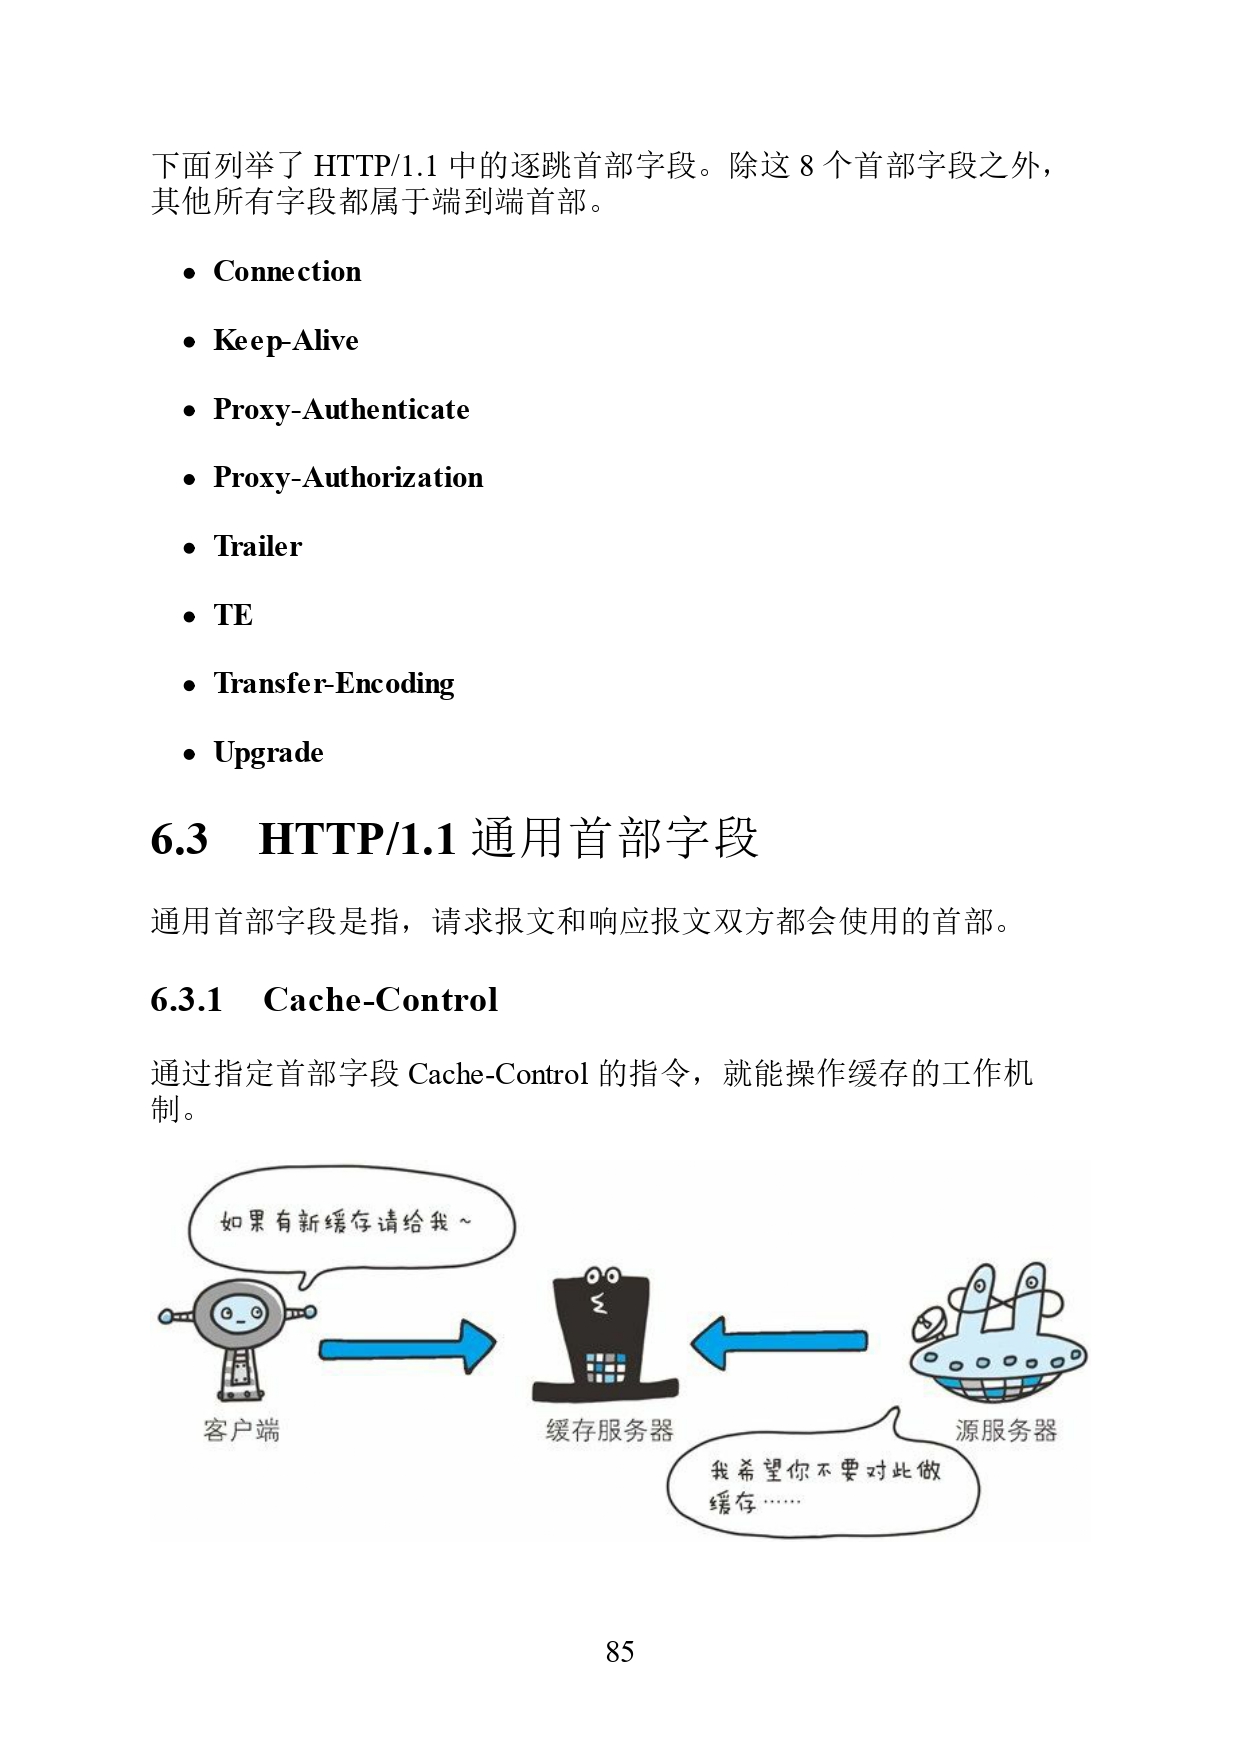 下面列举了 HTTP/1.1 中的逐跳首部字段。除这 8 个首部字段之外，
其他所有字段都属于端到端首部。
● Connection
● Keep-Alive
● Proxy-Authenticate
● Proxy-Authorization
● Trailer
● TE
● Transfer-Encoding
● Upgrade
6.3 HTTP/1.1 通用首部字段
通用首部字段是指，请求报文和响应报文双方都会使用的首部。
6.3.1 Cache-Control
通过指定首部字段 Cache-Control 的指令，就能操作缓存的工作机
制。
如果有新缓存请给我～
客户端
缓存服务器
源服务器
我希望你不要对此做
缓存……
85